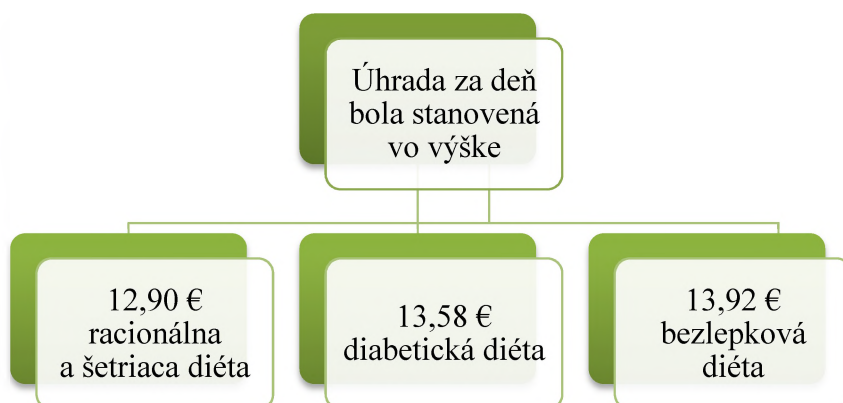 Úhrada za deň
bola stanovená
vo výške
12,90 €
racionálna
a šetriaca diéta
13,58 €
diabetická diéta
13,92 €
bezlepková
diéta